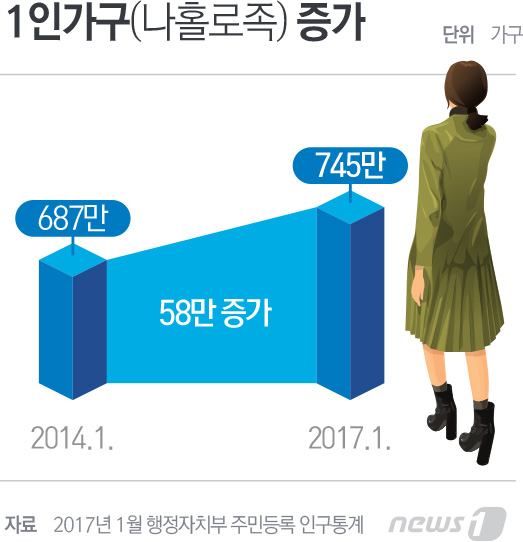 1인가구(나홀로족) 증가
단위 가구
745만
687만
58만 증가
2014.1. 2017.1.
자료 2017년 1월 행정자치부 주민등록 인구통계
news1